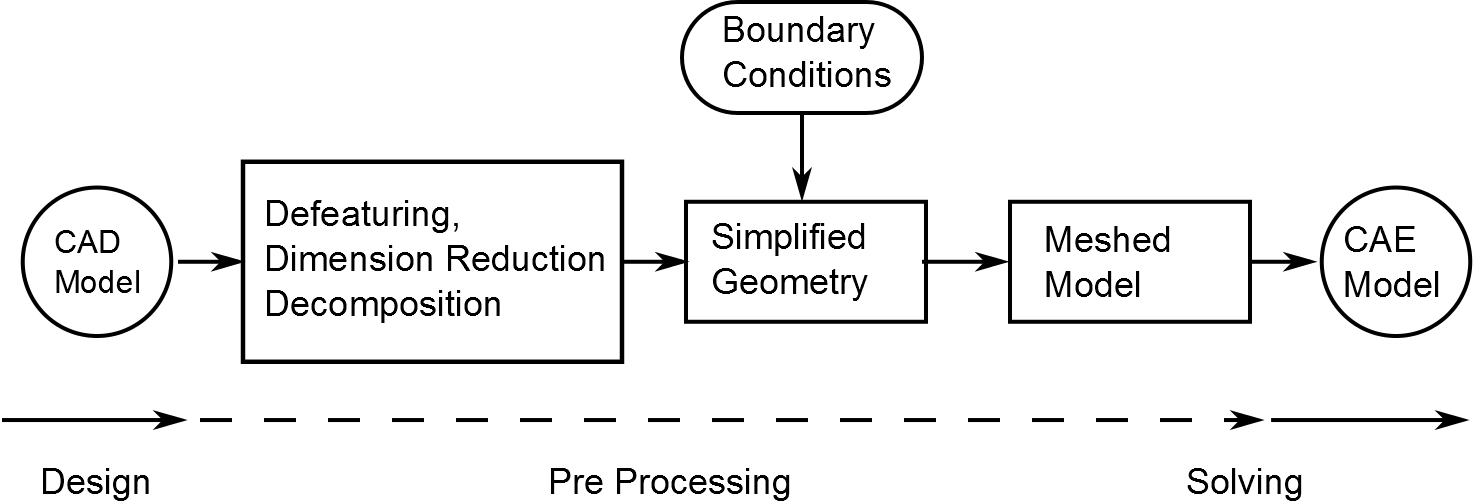 Boundary
Conditions
CAD
Model
Defeaturing,
Dimension Reduction
Decomposition
Simplified
Geometry
Meshed
Model
CAE
Model
Design
Pre Processing
Solving